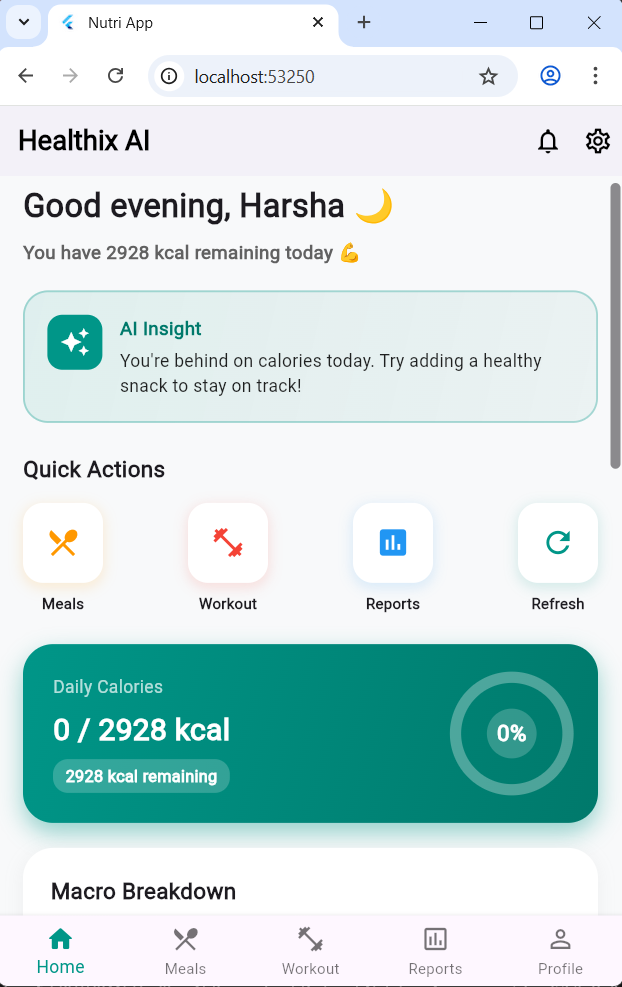 Nutri App
localhost:53250
Healthix AI
Good evening, Harsha 🌙
You have 2928 kcal remaining today 💪
AI Insight
You're behind on calories today. Try adding a healthy
snack to stay on track!
Quick Actions
Meals Workout Reports Refresh
Daily Calories
0 / 2928 kcal
0%
2928 kcal remaining
Macro Breakdown
Home Meals Workout Reports Profile